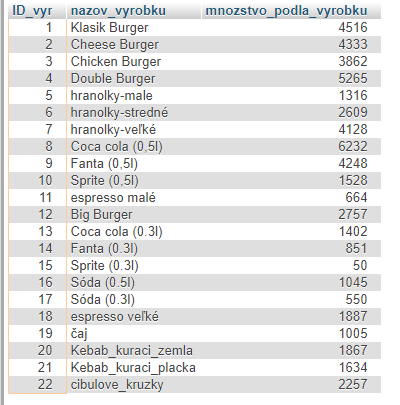 ID_vyr nazov_vyrobku mnozstvo_podla_vyrobku
1 Klasik Burger 4516
2 Cheese Burger 4333
3 Chicken Burger 3862
4 Double Burger 5265
5 hranolky-male 1316
6 hranolky-stredné 2609
7 hranolky-veľké 4128
8 Coca cola (0,5l) 6232
9 Fanta (0,5l) 4248
10 Sprite (0,5l) 1528
11 espresso malé 664
12 Big Burger 2757
13 Coca cola (0.3l) 1402
14 Fanta (0.3l) 851
15 Sprite (0.3l) 50
16 Sóda (0.5l) 1045
17 Sóda (0.3l) 550
18 espresso veľké 1887
19 čaj 1005
20 Kebab_kuraci_zemla 1867
21 Kebab_kuraci_placka 1634
22 cibulove_kruzky 2257